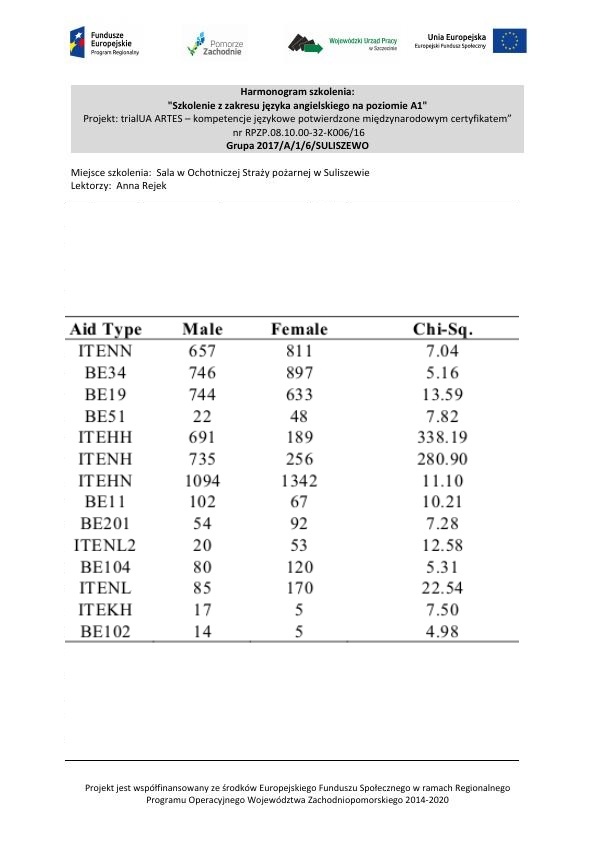 Fundusze
Europejskie
Program Regionalny
Pomorze
Zachodnie
Wojewódzki Urząd Pracy
w Szczecinie
Unia Europejska
Europejski Fundusz Społeczny
Harmonogram szkolenia:
"Szkolenie z zakresu języka angielskiego na poziomie A1"
Projekt: trialUA ARTES – kompetencje językowe potwierdzone międzynarodowym certyfikatem”
nr RPZP.08.10.00-32-K006/16
Grupa 2017/A/1/6/SULISZEWO
Miejsce szkolenia: Sala w Ochotniczej Straży pożarnej w Suliszewie
Lektorzy: Anna Rejek
Aid Type Male Female Chi-Sq.
ITENN 657 811 7.04
BE34 746 897 5.16
BE19 744 633 13.59
BE51 22 48 7.82
ITEHH 691 189 338.19
ITENH 735 256 280.90
ITEHN 1094 1342 11.10
BE11 102 67 10.21
BE201 54 92 7.28
ITENL2 20 53 12.58
BE104 80 120 5.31
ITENL 85 170 22.54
ITEKH 17 5 7.50
BE102 14 5 4.98
Projekt jest współfinansowany ze środków Europejskiego Funduszu Społecznego w ramach Regionalnego
Programu Operacyjnego Województwa Zachodniopomorskiego 2014-2020